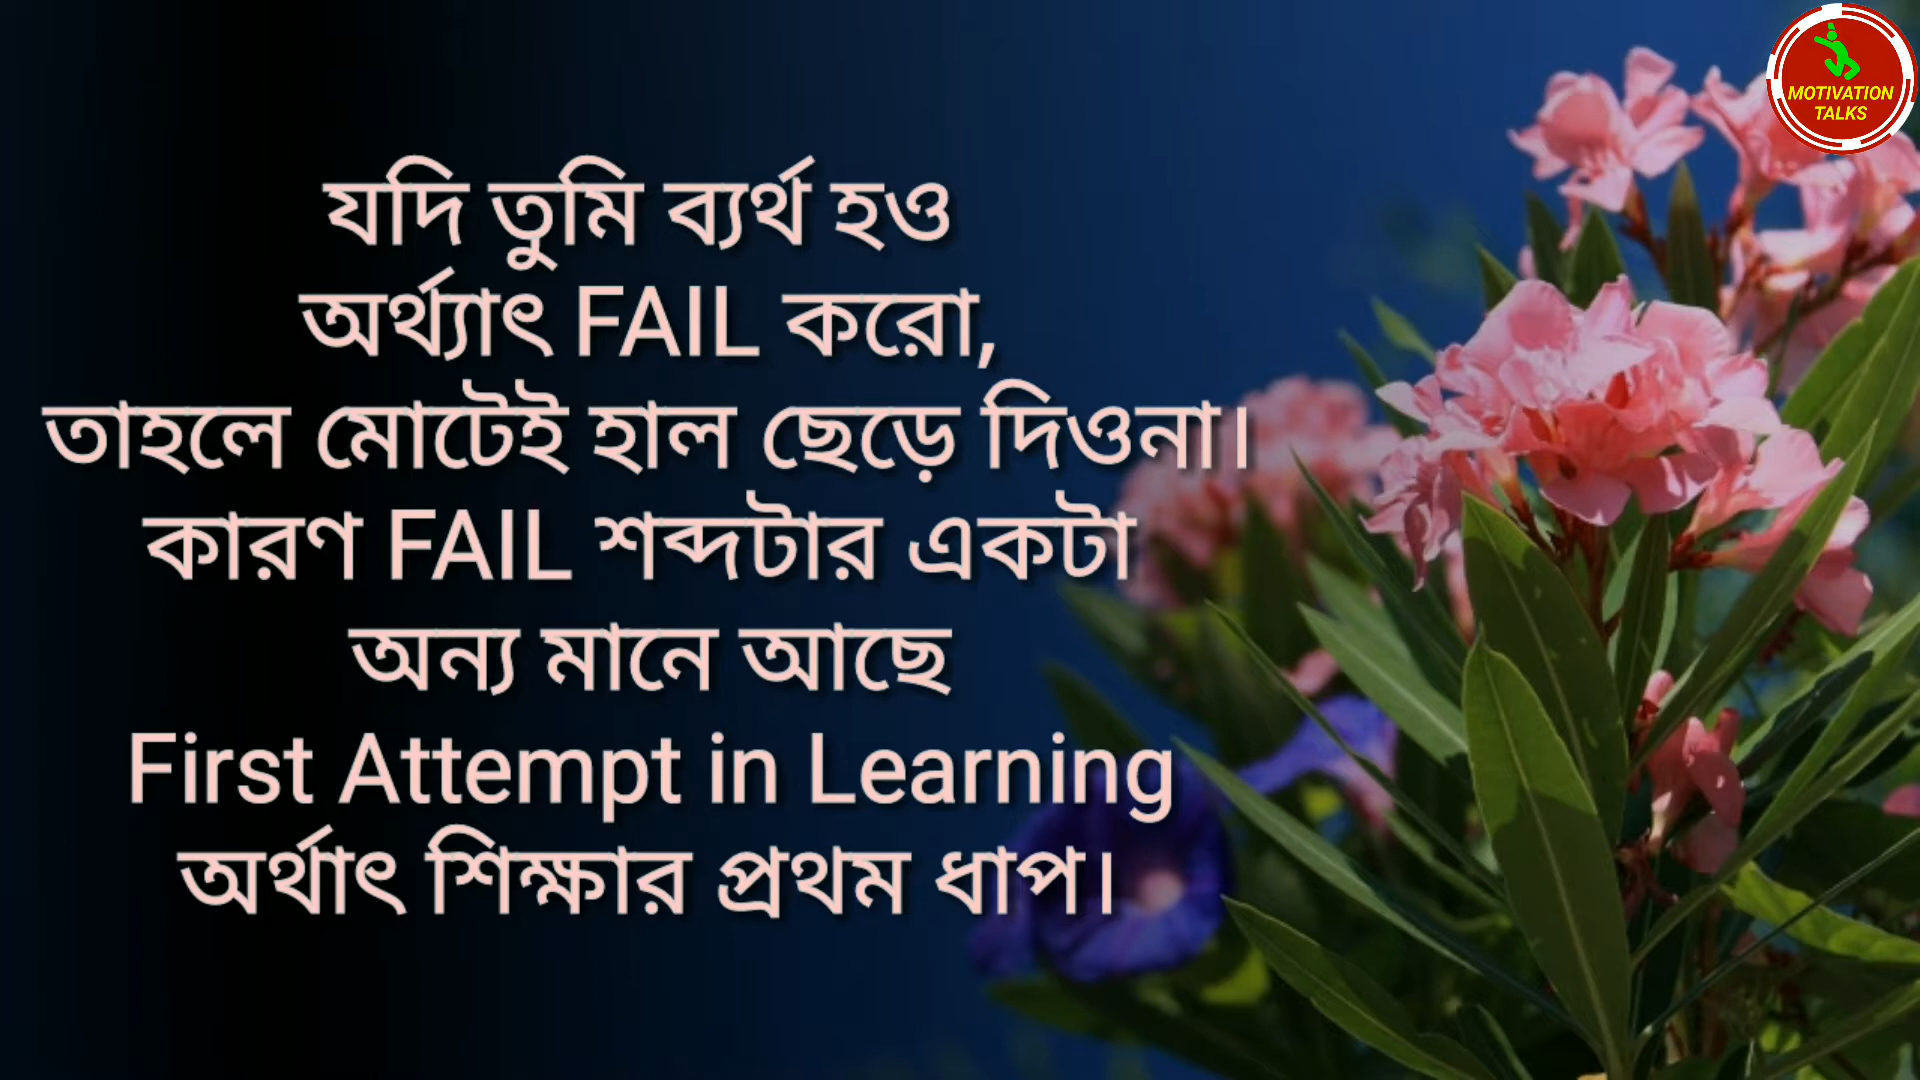 যদি তুমি ব্যর্থ হও
অর্থ্যাৎ FAIL করো,
তাহলে মোটেই হাল ছেড়ে দিওনা।
কারণ FAIL শব্দটার একটা
অন্য মানে আছে
First Attempt in Learning
অর্থাৎ শিক্ষার প্রথম ধাপ।
MOTIVATION
TALKS